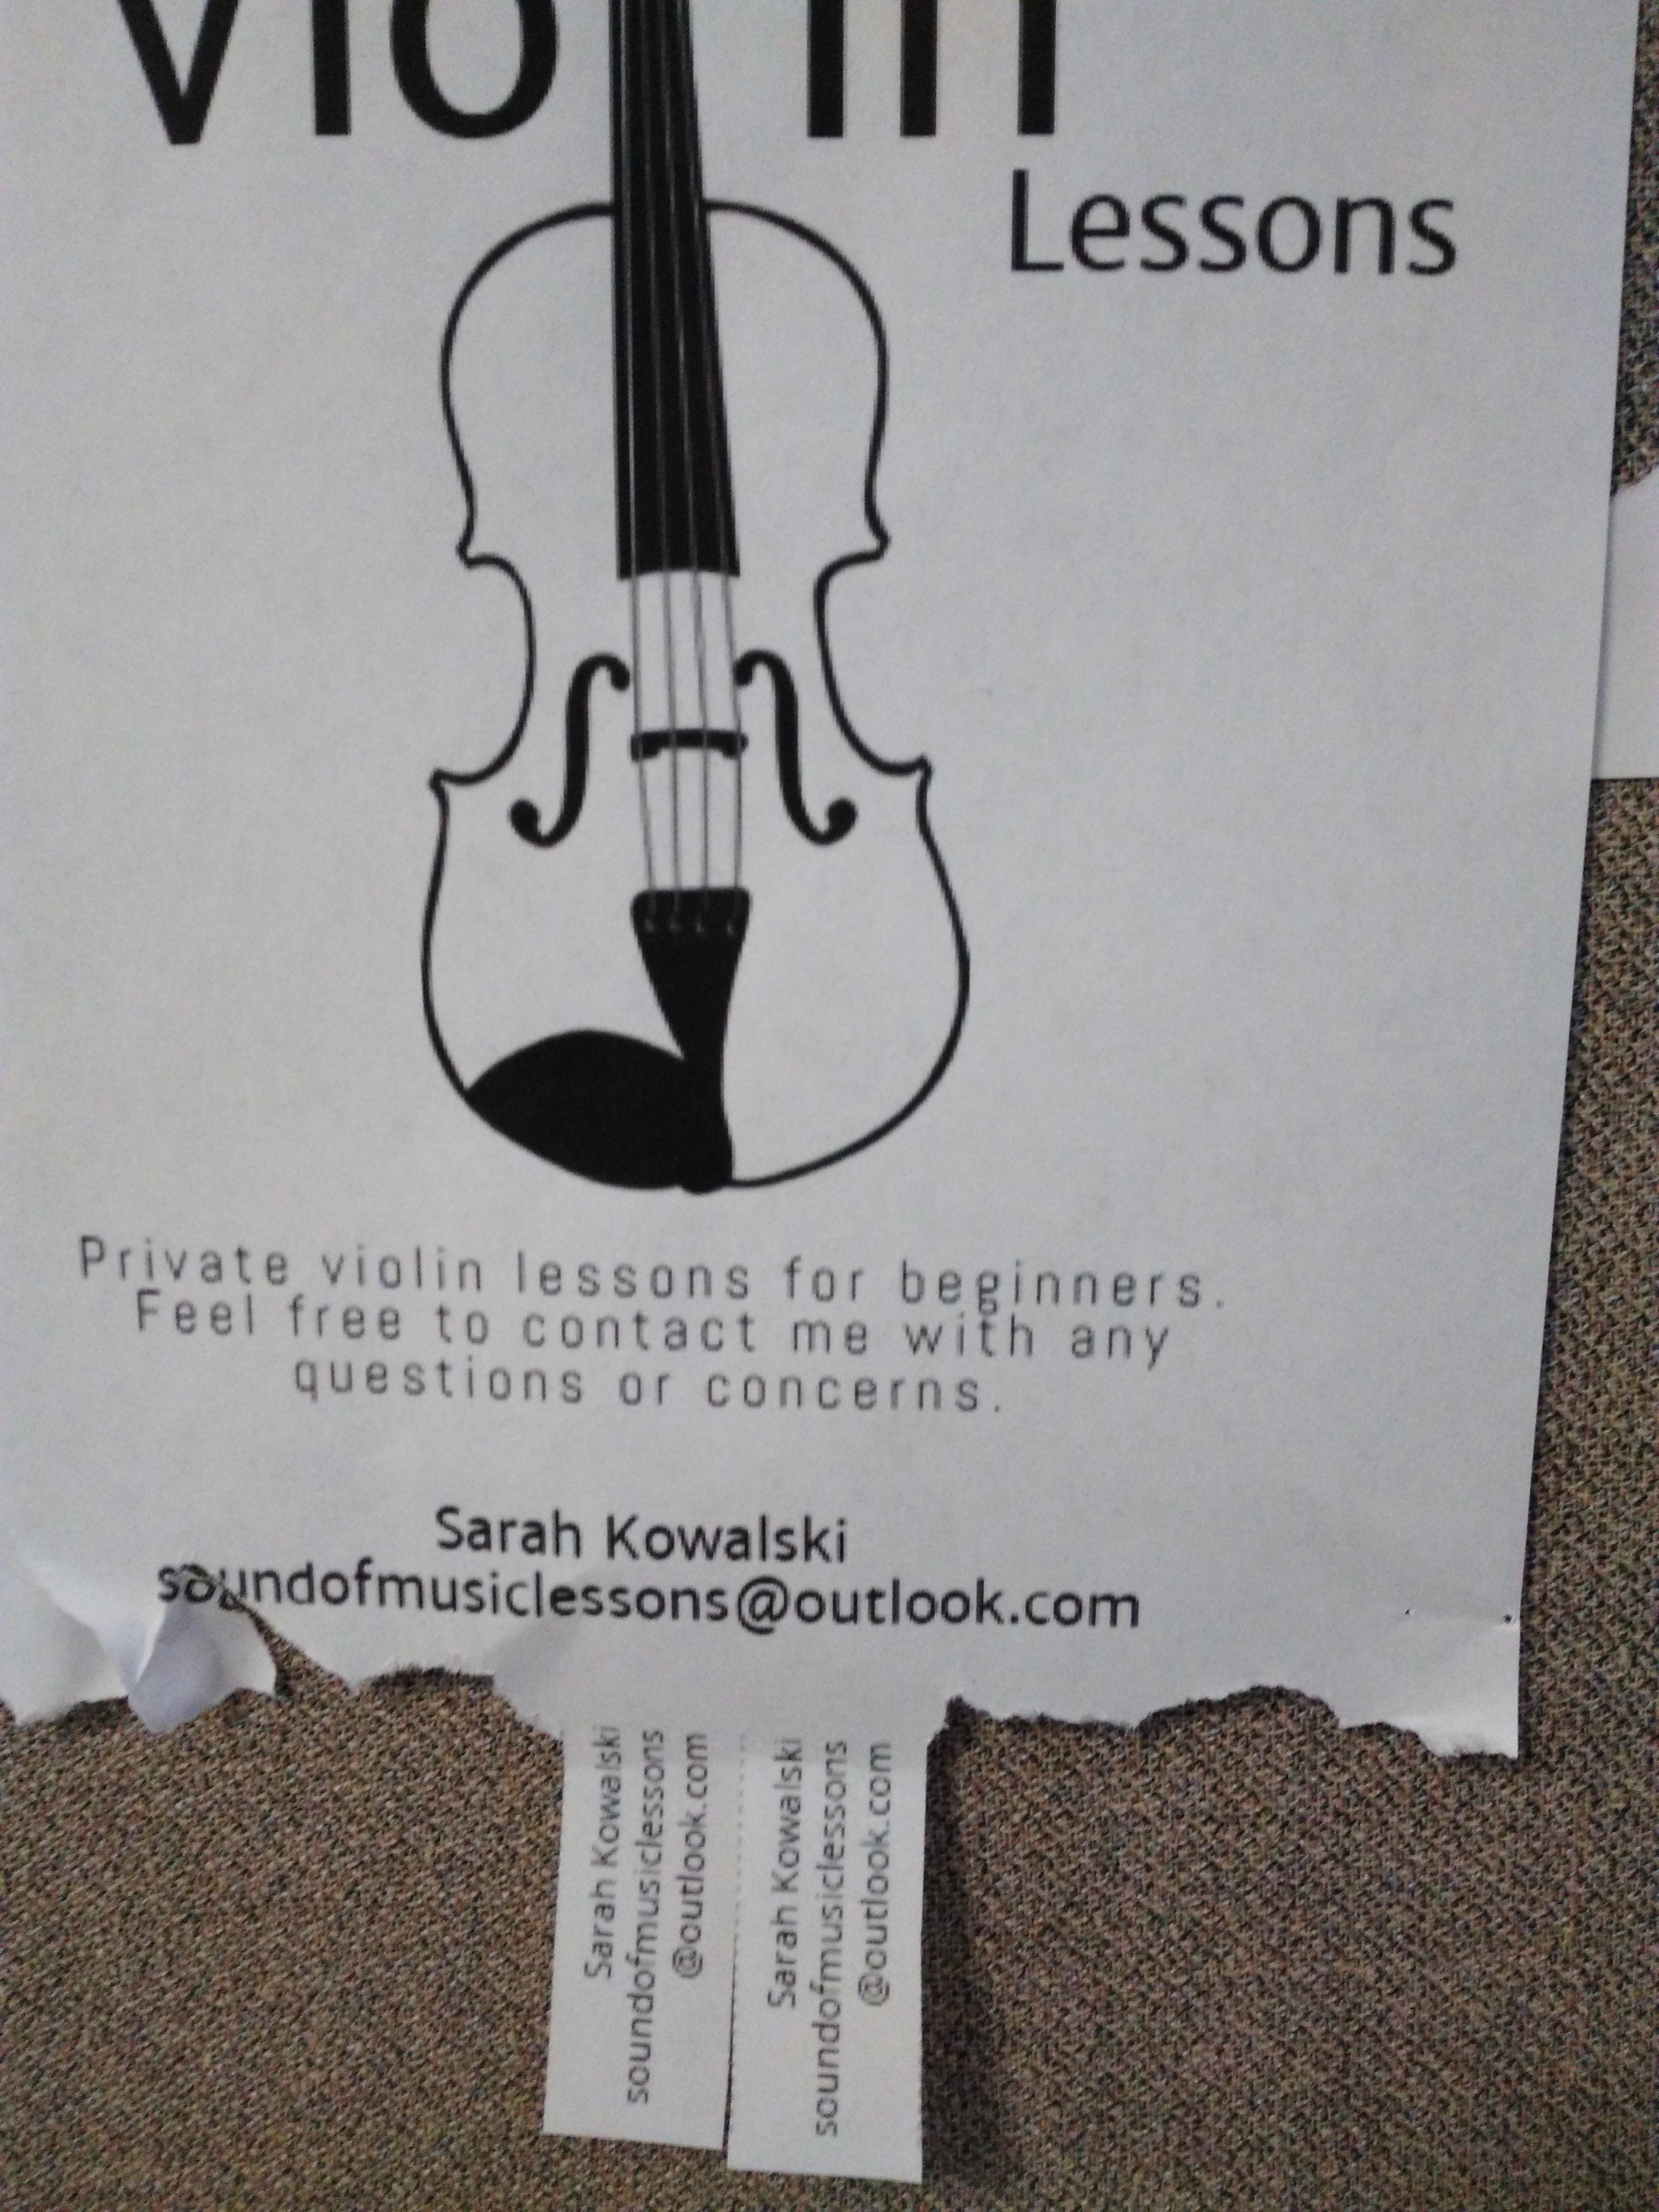 Violin
Lessons
Private violin lessons for beginners.
Feel free to contact me with any
questions or concerns.
Sarah Kowalski
soundofmusiclessons@outlook.com
Sarah Kowalski
soundofmusiclessons
@outlook.com
Sarah Kowalski
soundofmusiclessons
@outlook.com